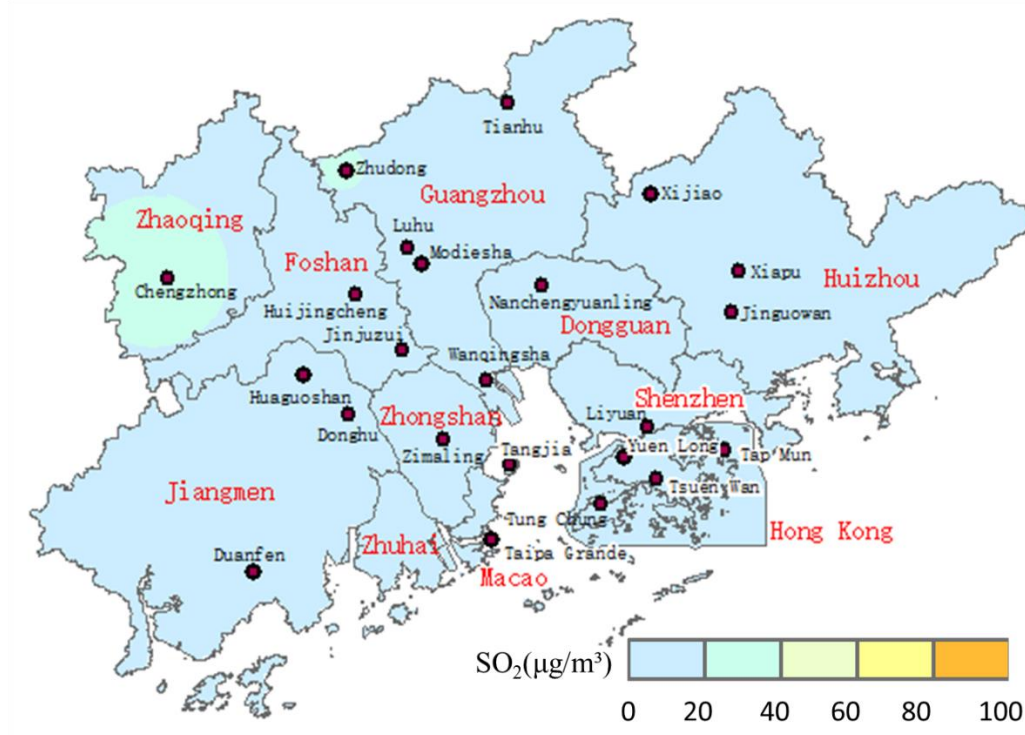 Tianhu
Zhudong
Guangzhou
Xijiao
Zhaoqing
Luhu
Modiesha
Foshan
Xiapu
Huizhou
Chengzhong
Nanchengyuanling
Huijingcheng
Jinguowan
Dongguan
Jinjuzui
Wanqingsha
Huaguoshan
Shenzhen
Zhongshan
Liyuan
Donghu
Yuen Long
Zimaling
Tangjia
Tap Mun
Tsuen Wan
Jiangmen
Tung Chung
Hong Kong
Zhuhai
Taipa Grande
Duanfen
Macao
SO₂(μg/m³)
0 20 40 60 80 100